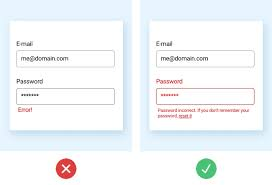 E-mail
me@domain.com
Password
*******
Error!
E-mail
me@domain.com
Password
*******
Password incorrect. If you don't remember your
password, reset it